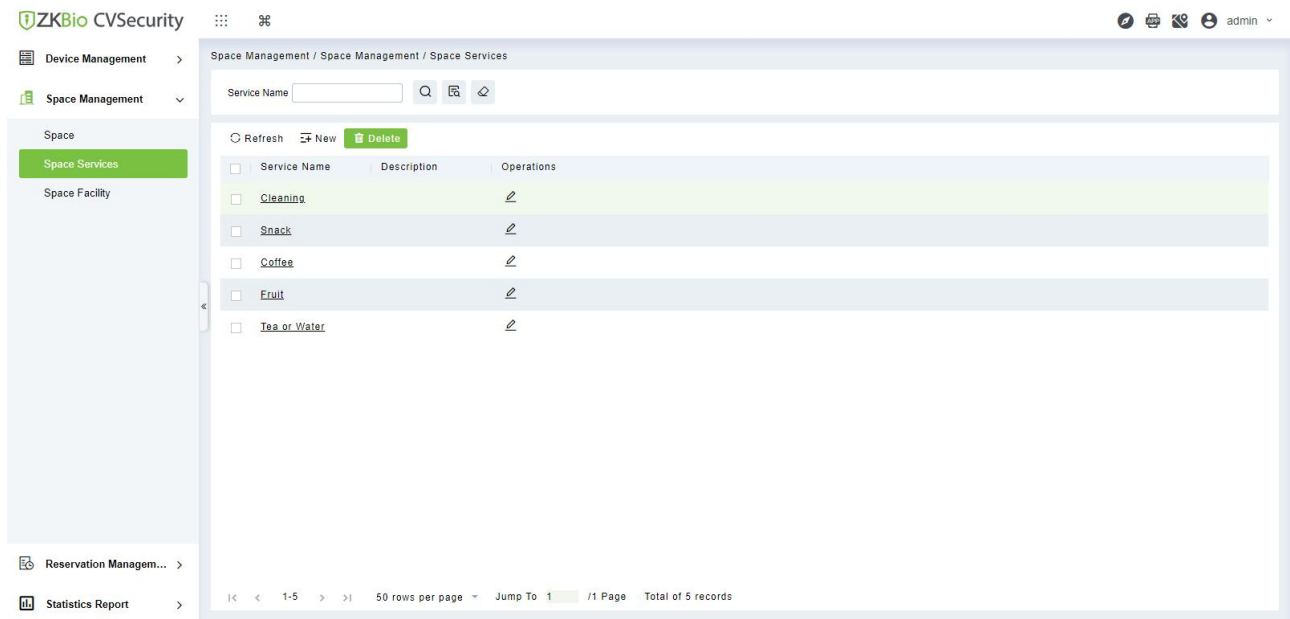 ZKBio CVSecurity
APP
admin
Device Management
Space Management
Space
Space Services
Space Facility
Reservation Managem...
Statistics Report
Space Management / Space Management / Space Services
Service Name
Refresh New Delete
Service Name Description Operations
Cleaning
Snack
Coffee
Fruit
Tea or Water
1-5 50 rows per page Jump To 1 /1 Page Total of 5 records